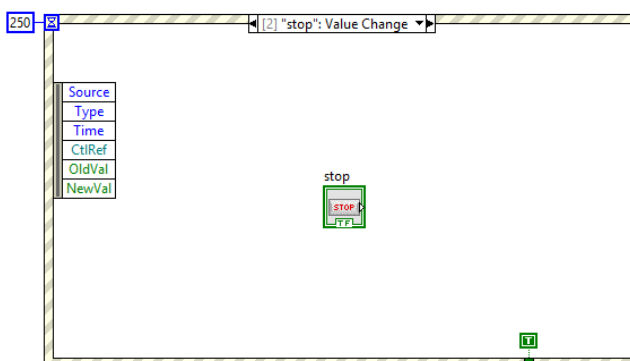 250
[2] "stop": Value Change
Source
Type
Time
CtlRef
OldVal
NewVal
stop
STOP
TF
T